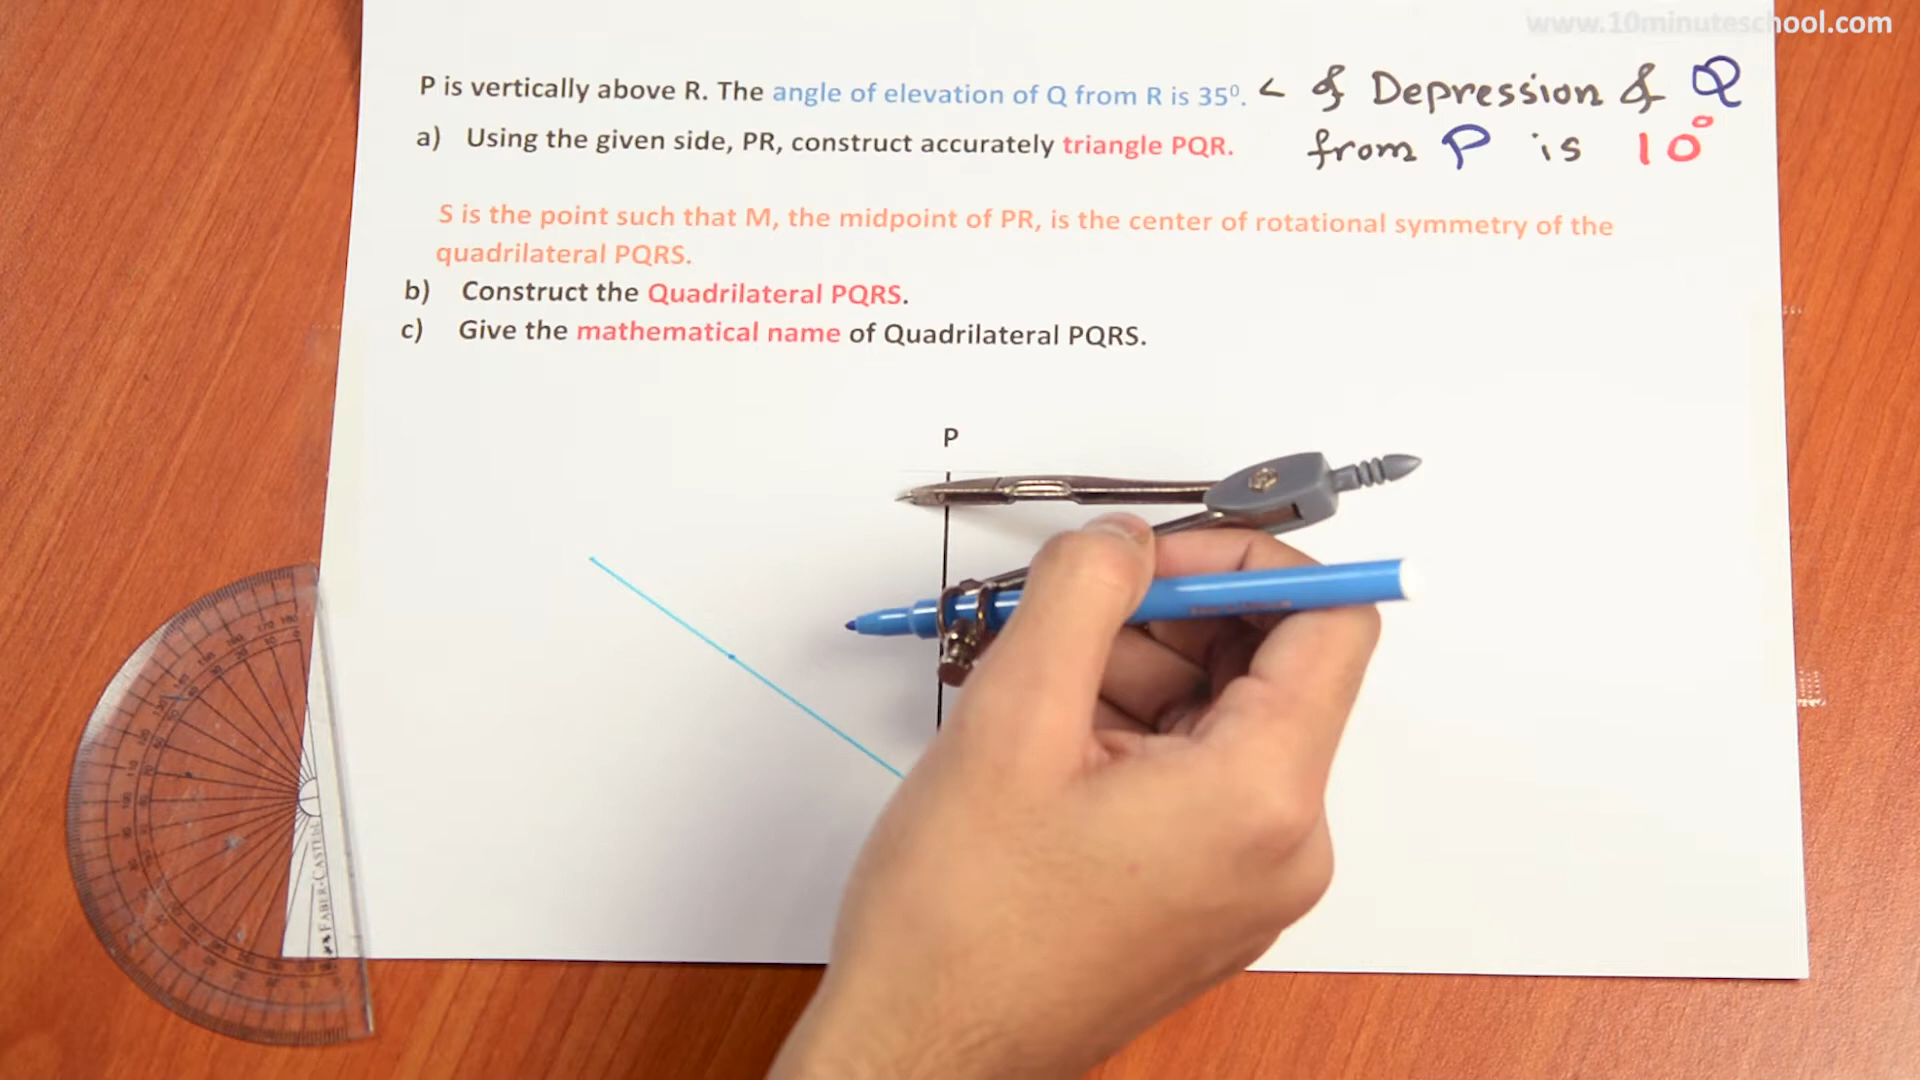 www.10minuteschool.com
P is vertically above R. The angle of elevation of Q from R is 35⁰. < of Depression of Q
a) Using the given side, PR, construct accurately triangle PQR. from P is 10°
S is the point such that M, the midpoint of PR, is the center of rotational symmetry of the
quadrilateral PQRS.
b) Construct the Quadrilateral PQRS.
c) Give the mathematical name of Quadrilateral PQRS.
P
FABER-CASTELL